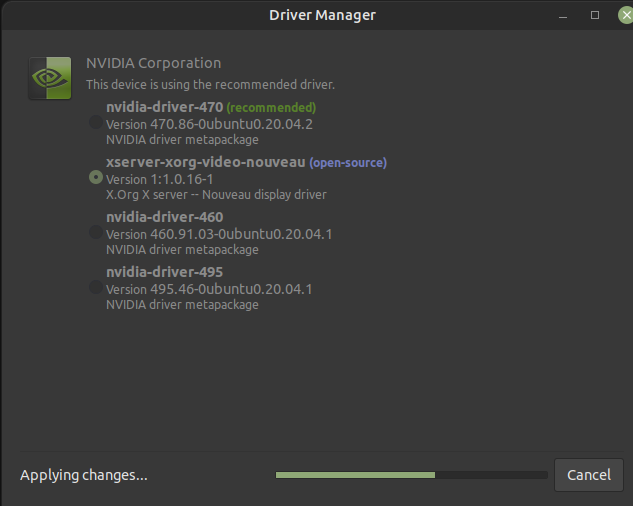 Driver Manager
NVIDIA Corporation
This device is using the recommended driver.
nvidia-driver-470 (recommended)
Version 470.86-0ubuntu0.20.04.2
NVIDIA driver metapackage
xserver-xorg-video-nouveau (open-source)
Version 1:1.0.16-1
X.Org X server -- Nouveau display driver
nvidia-driver-460
Version 460.91.03-0ubuntu0.20.04.1
NVIDIA driver metapackage
nvidia-driver-495
Version 495.46-0ubuntu0.20.04.1
NVIDIA driver metapackage
Applying changes... Cancel